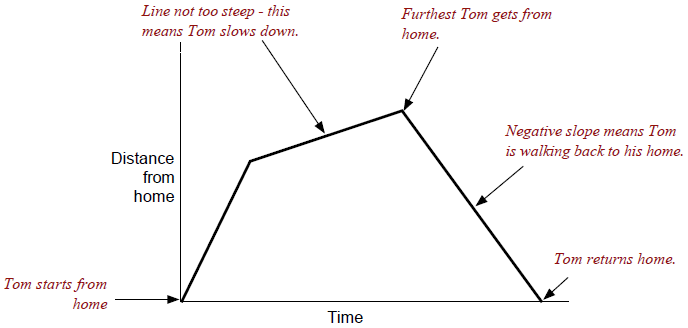 Line not too steep - this
means Tom slows down.
Furthest Tom gets from
home.
Negative slope means Tom
is walking back to his home.
Distance
from
home
Tom returns home.
Tom starts from
home
Time